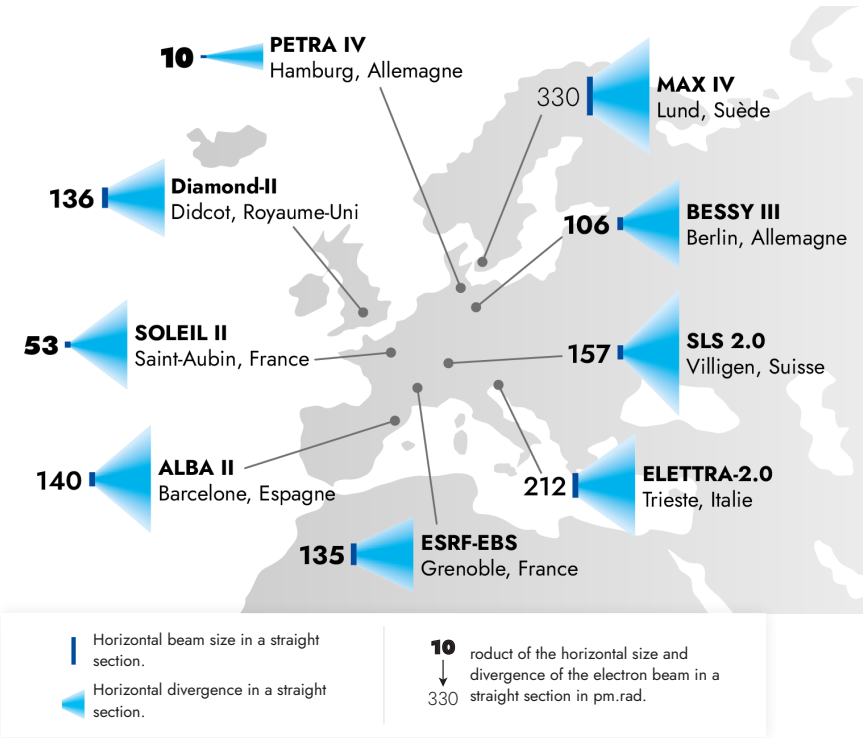 10
PETRA IV
Hamburg, Allemagne
330
MAX IV
Lund, Suède
136
Diamond-II
Didcot, Royaume-Uni
106
BESSY III
Berlin, Allemagne
53
SOLEIL II
Saint-Aubin, France
157
SLS 2.0
Villigen, Suisse
140
ALBA II
Barcelone, Espagne
212
ELETTRA-2.0
Trieste, Italie
135
ESRF-EBS
Grenoble, France
Horizontal beam size in a straight
section.
Horizontal divergence in a straight
section.
10
330
roduct of the horizontal size and
divergence of the electron beam in a
straight section in pm.rad.